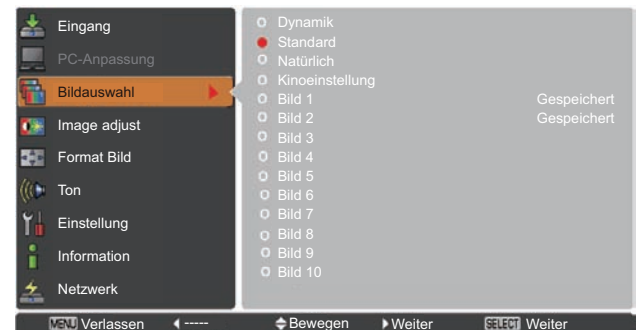 Eingang
PC-Anpassung
Bildauswahl
Image adjust
Format Bild
Ton
Einstellung
Information
Netzwerk
Dynamik
Standard
Natürlich
Kinoeinstellung
Bild 1 Gespeichert
Bild 2 Gespeichert
Bild 3
Bild 4
Bild 5
Bild 6
Bild 7
Bild 8
Bild 9
Bild 10
MENU Verlassen ----- Bewegen Weiter SELECT Weiter